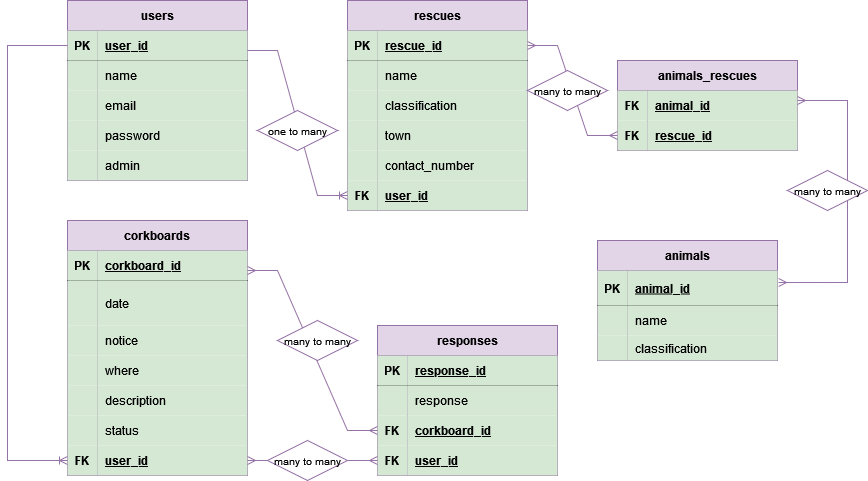 users
PK user_id
name
email
password
admin
one to many
rescues
PK rescue_id
name
classification
town
contact_number
FK user_id
many to many
animals_rescues
FK animal_id
FK rescue_id
many to many
animals
PK animal_id
name
classification
corkboards
PK corkboard_id
date
notice
where
description
status
FK user_id
many to many
many to many
responses
PK response_id
response
FK corkboard_id
FK user_id